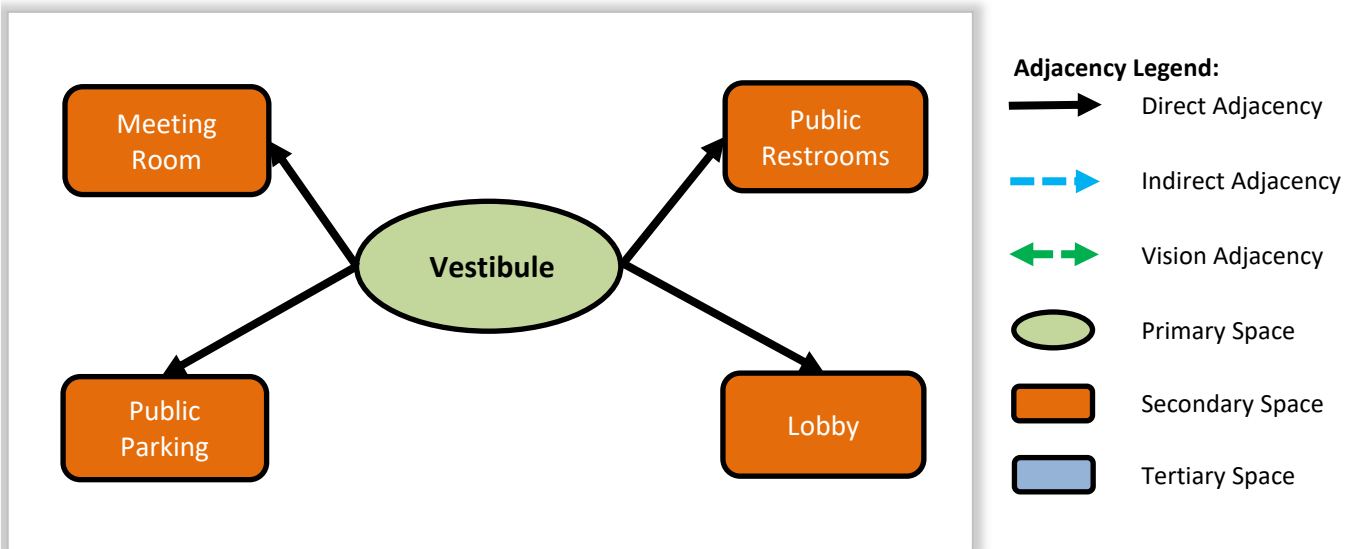 Meeting
Room
Public
Restrooms
Vestibule
Public
Parking
Lobby
Adjacency Legend:
Direct Adjacency
Indirect Adjacency
Vision Adjacency
Primary Space
Secondary Space
Tertiary Space